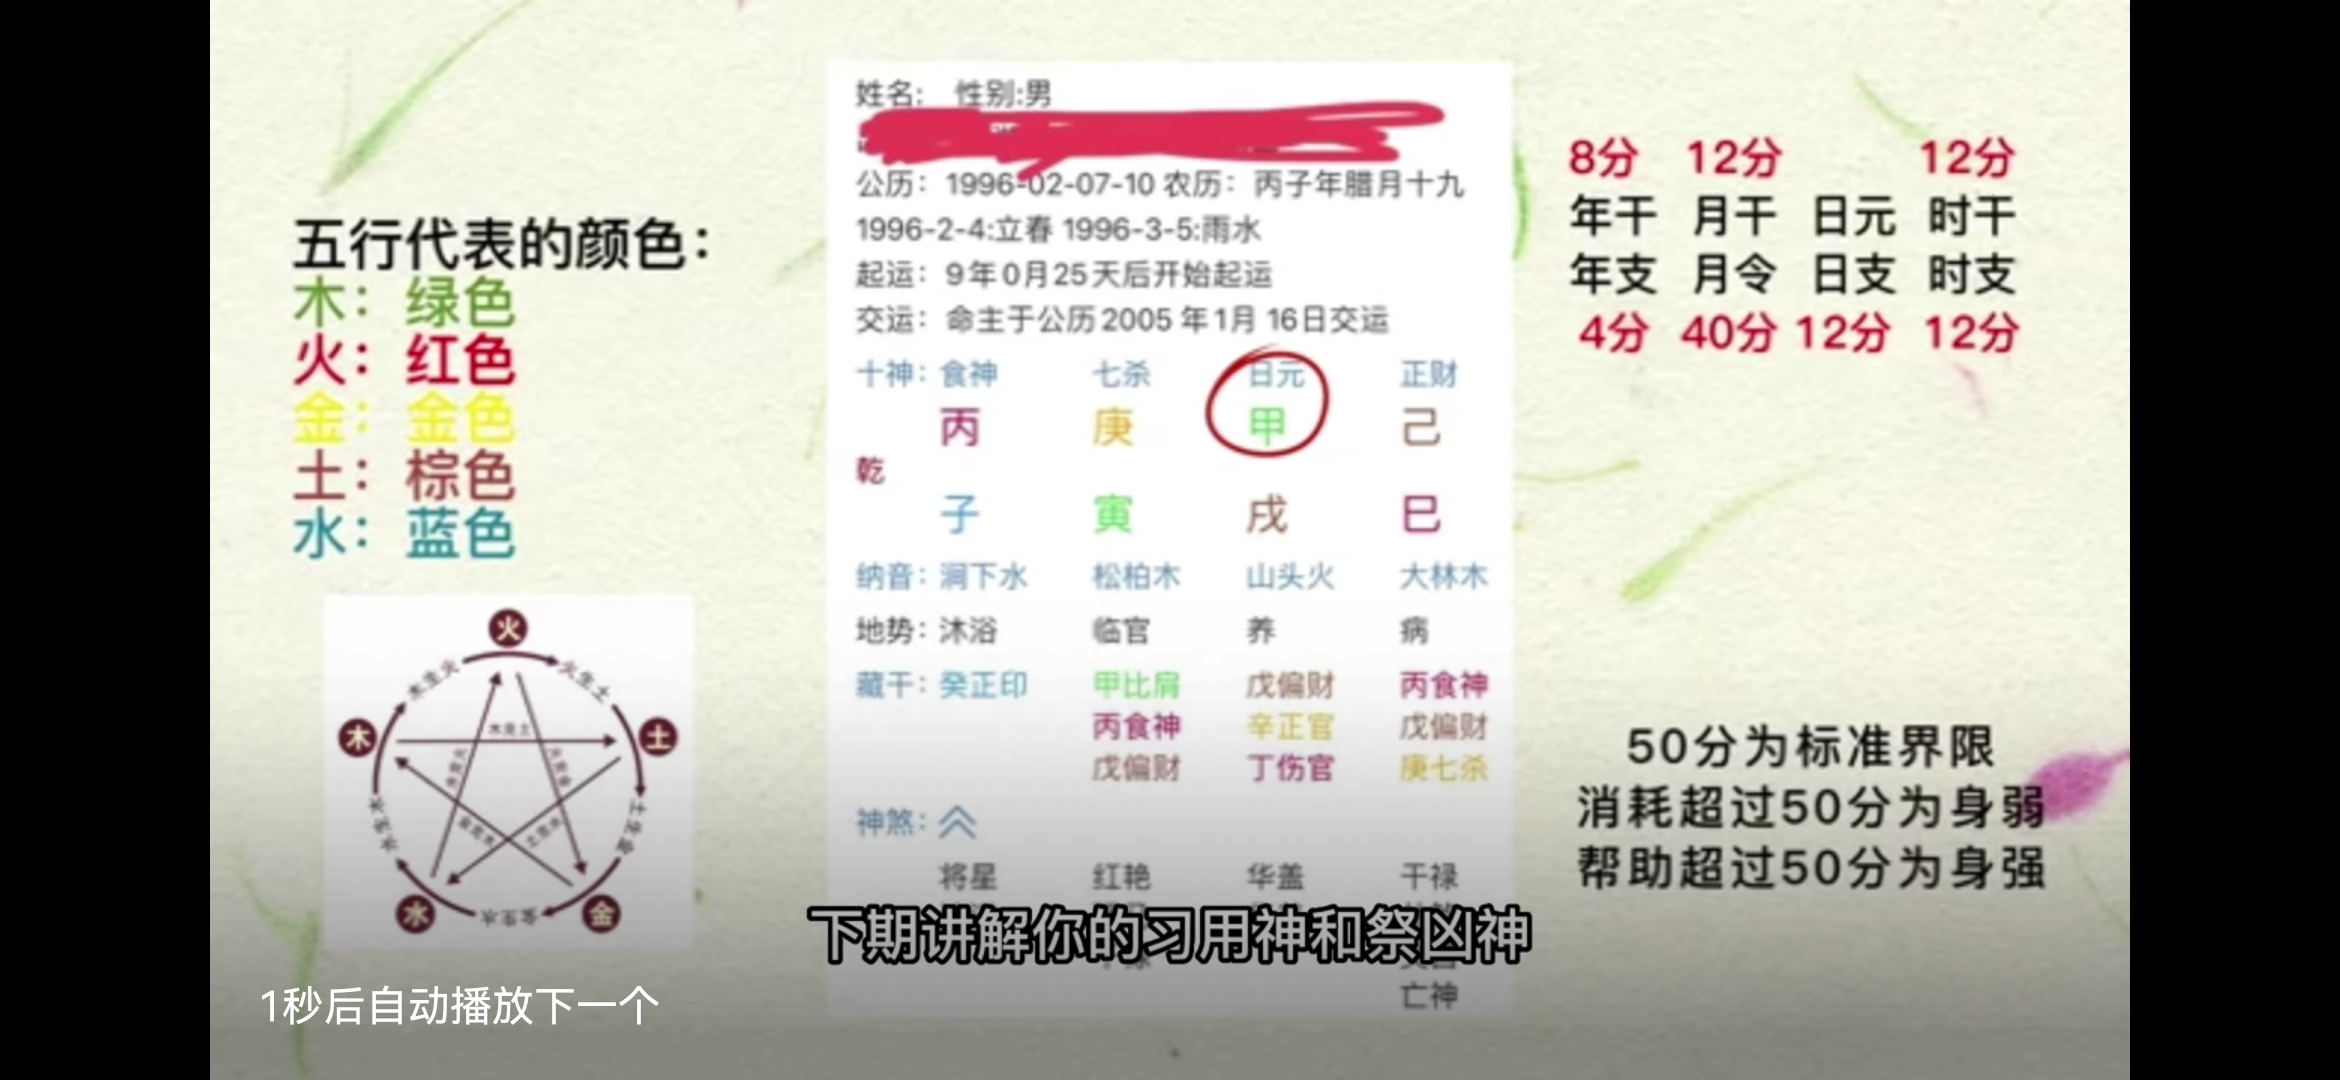 五行代表的颜色：
木：绿色
火：红色
金：金色
土：棕色
水：蓝色
火
木生火
火生土
木
土
木克土
水
金
金生水
姓名： 性别:男
公历：1996-02-07-10 农历：丙子年腊月十九
1996-2-4:立春 1996-3-5:雨水
起运：9年0月25天后开始起运
交运：命主于公历2005年1月16日交运
十神：食神 七杀 日元 正财
丙 庚 甲 己
乾
子 寅 戌 巳
纳音：涧下水 松柏木 山头火 大林木
地势：沐浴 临官 养 病
藏干：癸正印 甲比肩 戊偏财 丙食神
丙食神 辛正官 戊偏财
戊偏财 丁伤官 庚七杀
神煞：
将星 红艳 华盖 干禄
亡神
8分 12分 12分
年干 月干 日元 时干
年支 月令 日支 时支
4分 40分 12分 12分
50分为标准界限
消耗超过50分为身弱
帮助超过50分为身强
下期讲解你的习用神和祭凶神
1秒后自动播放下一个